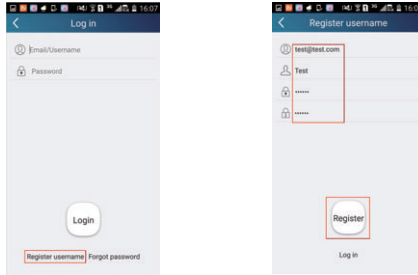 16:07
Log in
Email/Username
Password
Login
Register username Forgot password
Register username
test@test.com
Test
Register
Log in